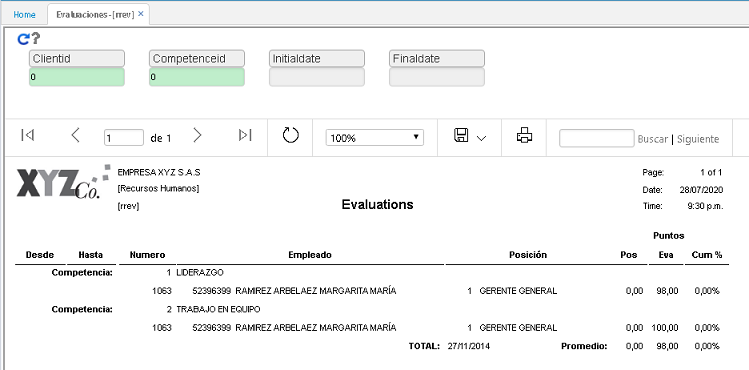 Home Evaluaciones - [rrev] ×
?
Clientid Competenceid Initialdate Finaldate
0 0
1 de 1 100% Buscar | Siguiente
XYZ Co. EMPRESA XYZ S.A.S Page: 1 of 1
[Recursos Humanos] Date: 28/07/2020
[rrev] Evaluations Time: 9:30 p.m.
Puntos
Desde Hasta Numero Empleado Posición Pos Eva Cum %
Competencia: 1 LIDERAZGO
1063 52396399 RAMIREZ ARBELAEZ MARGARITA MARÍA 1 GERENTE GENERAL 0,00 98,00 0,00%
Competencia: 2 TRABAJO EN EQUIPO
1063 52396399 RAMIREZ ARBELAEZ MARGARITA MARÍA 1 GERENTE GENERAL 0,00 100,00 0,00%
TOTAL: 27/11/2014 Promedio: 0,00 98,00 0,00%